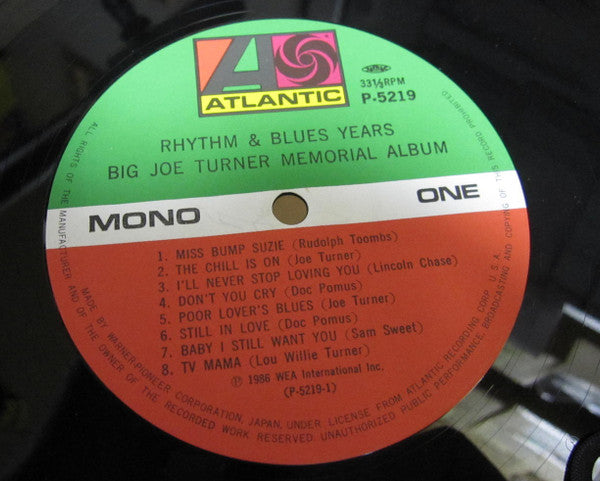 ATLANTIC
33⅓RPM
P-5219
RHYTHM & BLUES YEARS
BIG JOE TURNER MEMORIAL ALBUM
MONO
ONE
1. MISS BUMP SUZIE (Rudolph Toombs)
2. THE CHILL IS ON (Joe Turner)
3. I'LL NEVER STOP LOVING YOU (Lincoln Chase)
4. DON'T YOU CRY (Doc Pomus)
5. POOR LOVER'S BLUES (Joe Turner)
6. STILL IN LOVE (Doc Pomus)
7. BABY I STILL WANT YOU (Sam Sweet)
8. TV MAMA (Lou Willie Turner)
Ⓟ 1986 WEA International Inc.
(P-5219-1)
MADE BY WARNER-PIONEER CORPORATION, JAPAN, UNDER LICENSE FROM ATLANTIC RECORDING CORP. U.S.A.
ALL RIGHTS OF THE MANUFACTURER AND OF THE OWNER OF THE RECORDED WORK RESERVED. UNAUTHORIZED PUBLIC PERFORMANCE, BROADCASTING AND COPYING OF THIS RECORD PROHIBITED